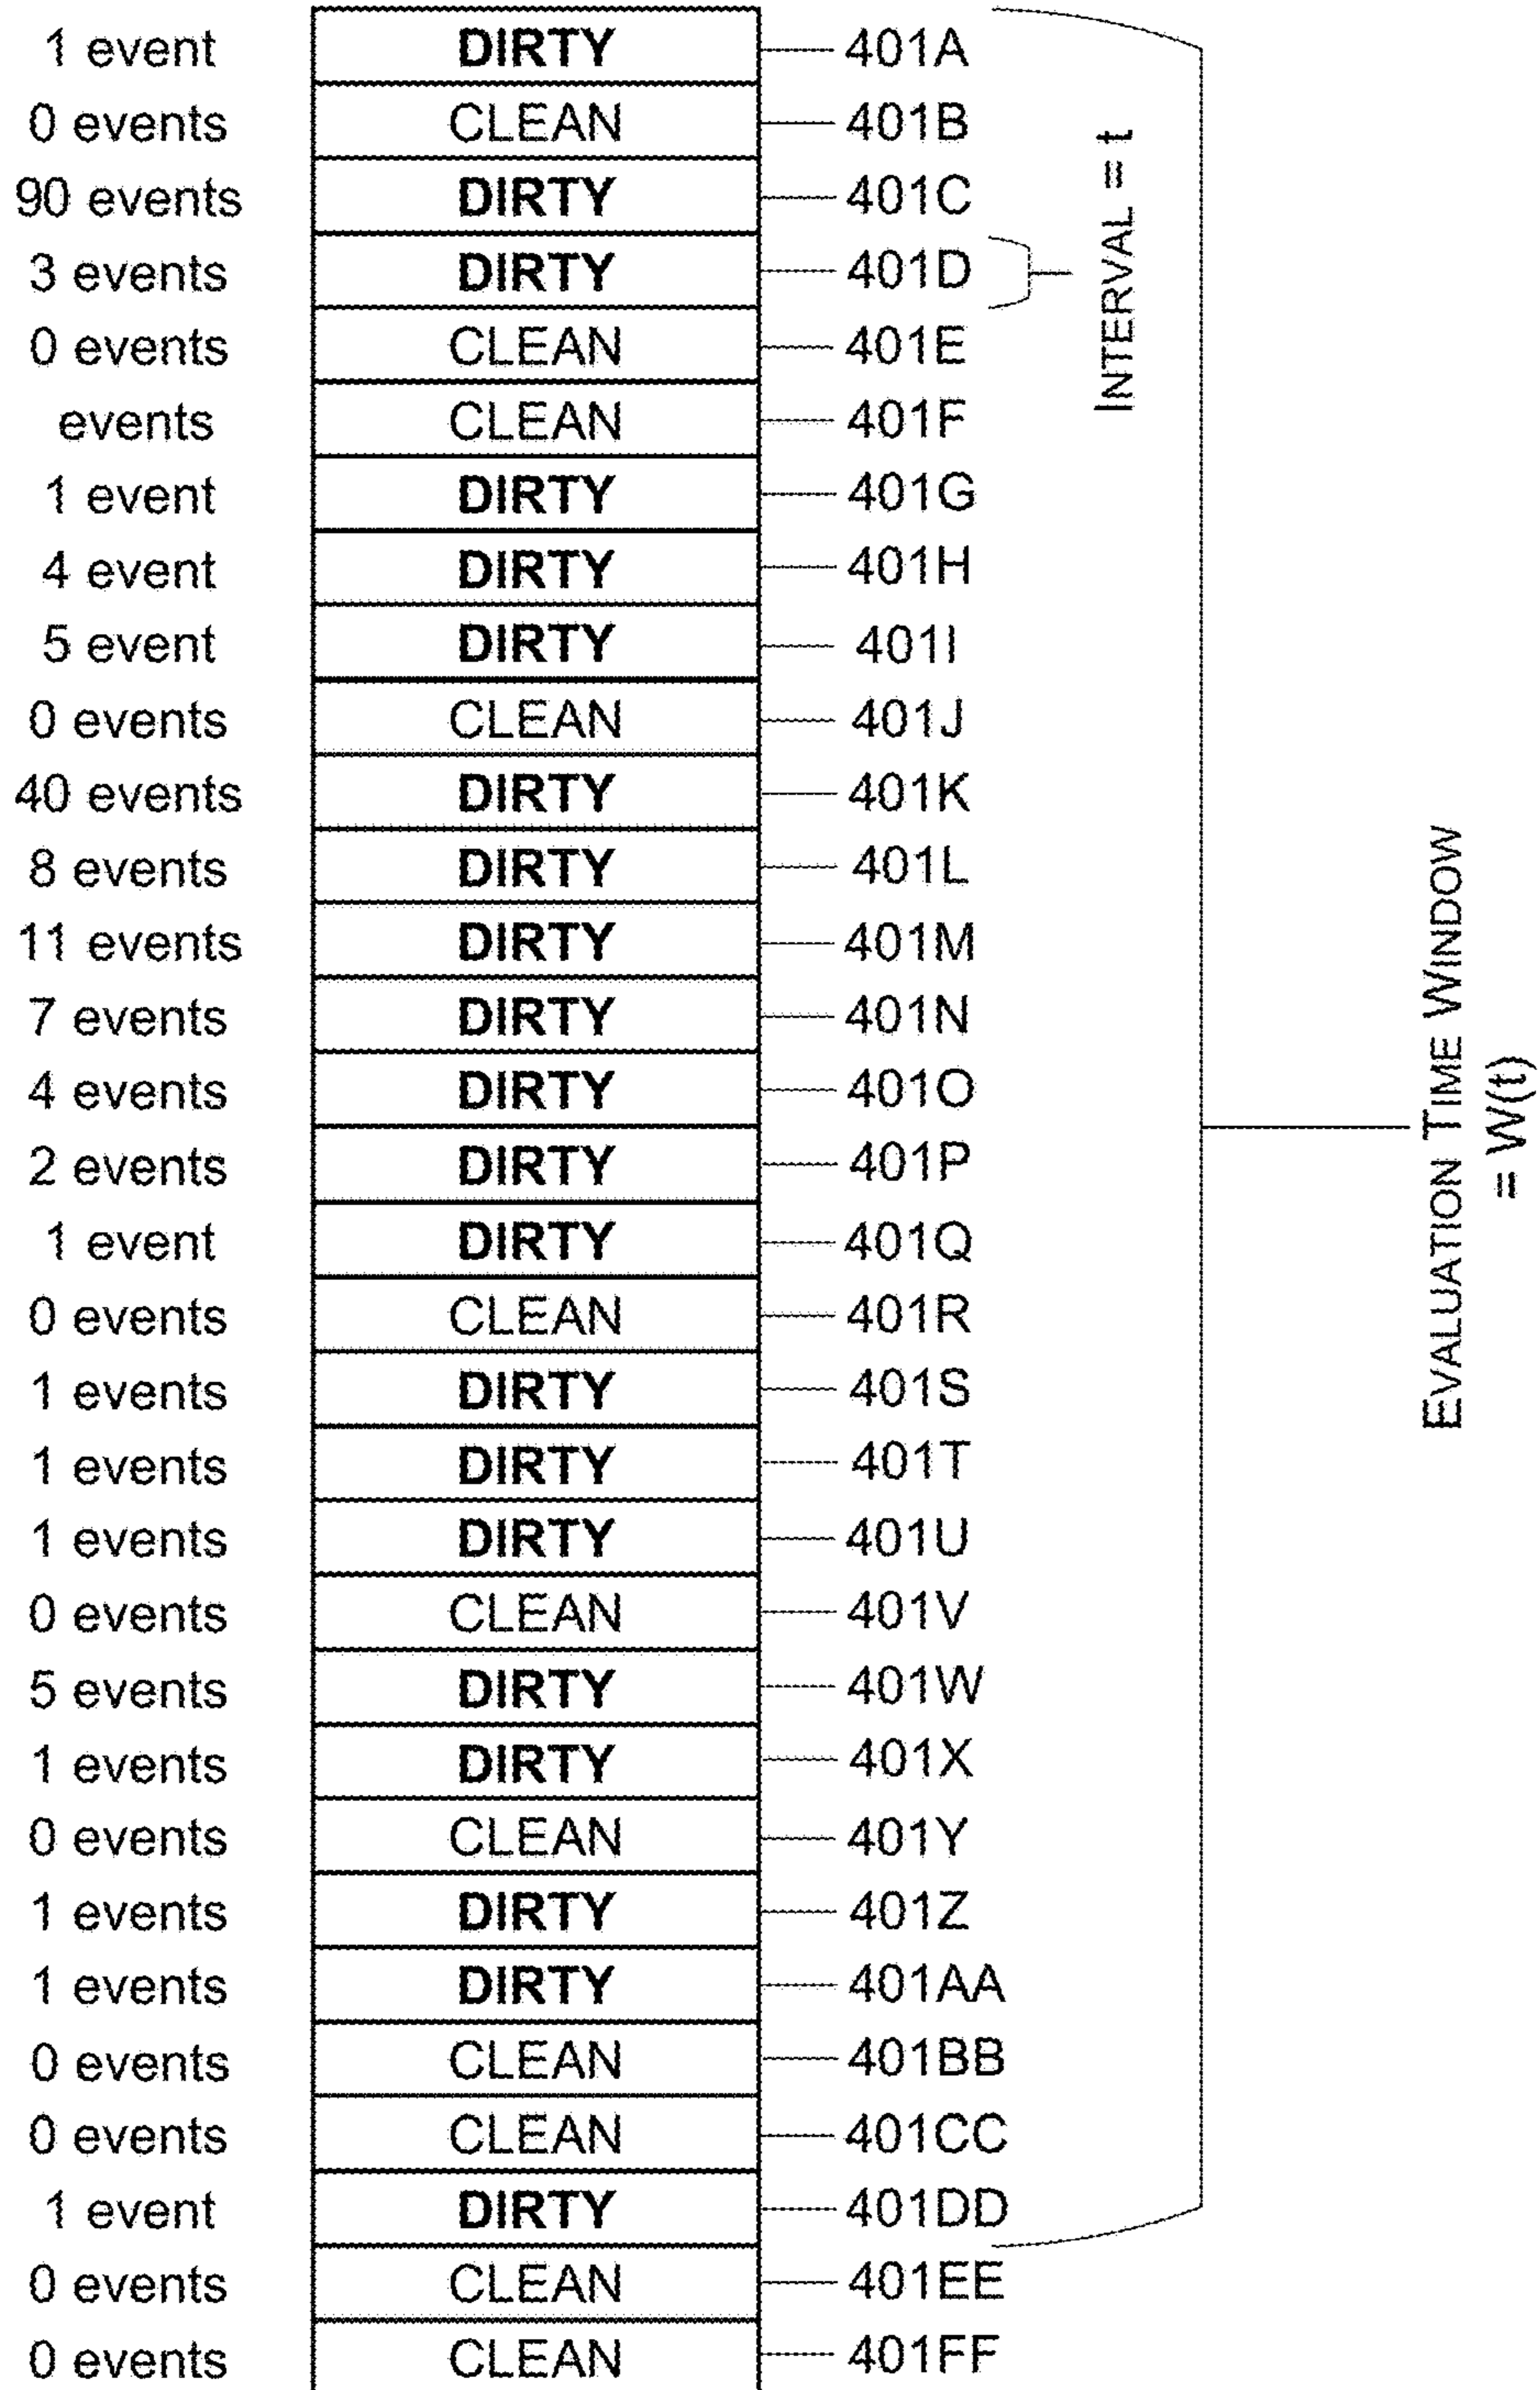 1 event DIRTY 401A
0 events CLEAN 401B
90 events DIRTY 401C
3 events DIRTY 401D
0 events CLEAN 401E
events CLEAN 401F
1 event DIRTY 401G
4 event DIRTY 401H
5 event DIRTY 401I
0 events CLEAN 401J
40 events DIRTY 401K
8 events DIRTY 401L
11 events DIRTY 401M
7 events DIRTY 401N
4 events DIRTY 401O
2 events DIRTY 401P
1 event DIRTY 401Q
0 events CLEAN 401R
1 events DIRTY 401S
1 events DIRTY 401T
1 events DIRTY 401U
0 events CLEAN 401V
5 events DIRTY 401W
1 events DIRTY 401X
0 events CLEAN 401Y
1 events DIRTY 401Z
1 events DIRTY 401AA
0 events CLEAN 401BB
0 events CLEAN 401CC
1 event DIRTY 401DD
0 events CLEAN 401EE
0 events CLEAN 401FF
INTERVAL = t
EVALUATION TIME WINDOW
= W(t)